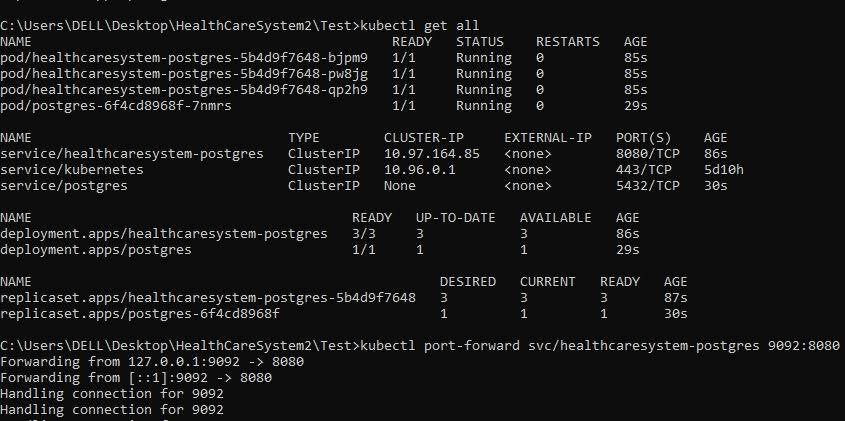 C:\Users\DELL\Desktop\HealthCareSystem2\Test>kubectl get all
NAME READY STATUS RESTARTS AGE
pod/healthcaresystem-postgres-5b4d9f7648-bjpm9 1/1 Running 0 85s
pod/healthcaresystem-postgres-5b4d9f7648-pw8jg 1/1 Running 0 85s
pod/healthcaresystem-postgres-5b4d9f7648-qp2h9 1/1 Running 0 85s
pod/postgres-6f4cd8968f-7nmrs 1/1 Running 0 29s
NAME TYPE CLUSTER-IP EXTERNAL-IP PORT(S) AGE
service/healthcaresystem-postgres ClusterIP 10.97.164.85 <none> 8080/TCP 86s
service/kubernetes ClusterIP 10.96.0.1 <none> 443/TCP 5d10h
service/postgres ClusterIP None <none> 5432/TCP 30s
NAME READY UP-TO-DATE AVAILABLE AGE
deployment.apps/healthcaresystem-postgres 3/3 3 3 86s
deployment.apps/postgres 1/1 1 1 29s
NAME DESIRED CURRENT READY AGE
replicaset.apps/healthcaresystem-postgres-5b4d9f7648 3 3 3 87s
replicaset.apps/postgres-6f4cd8968f 1 1 1 30s
C:\Users\DELL\Desktop\HealthCareSystem2\Test>kubectl port-forward svc/healthcaresystem-postgres 9092:8080
Forwarding from 127.0.0.1:9092 -> 8080
Forwarding from [::1]:9092 -> 8080
Handling connection for 9092
Handling connection for 9092